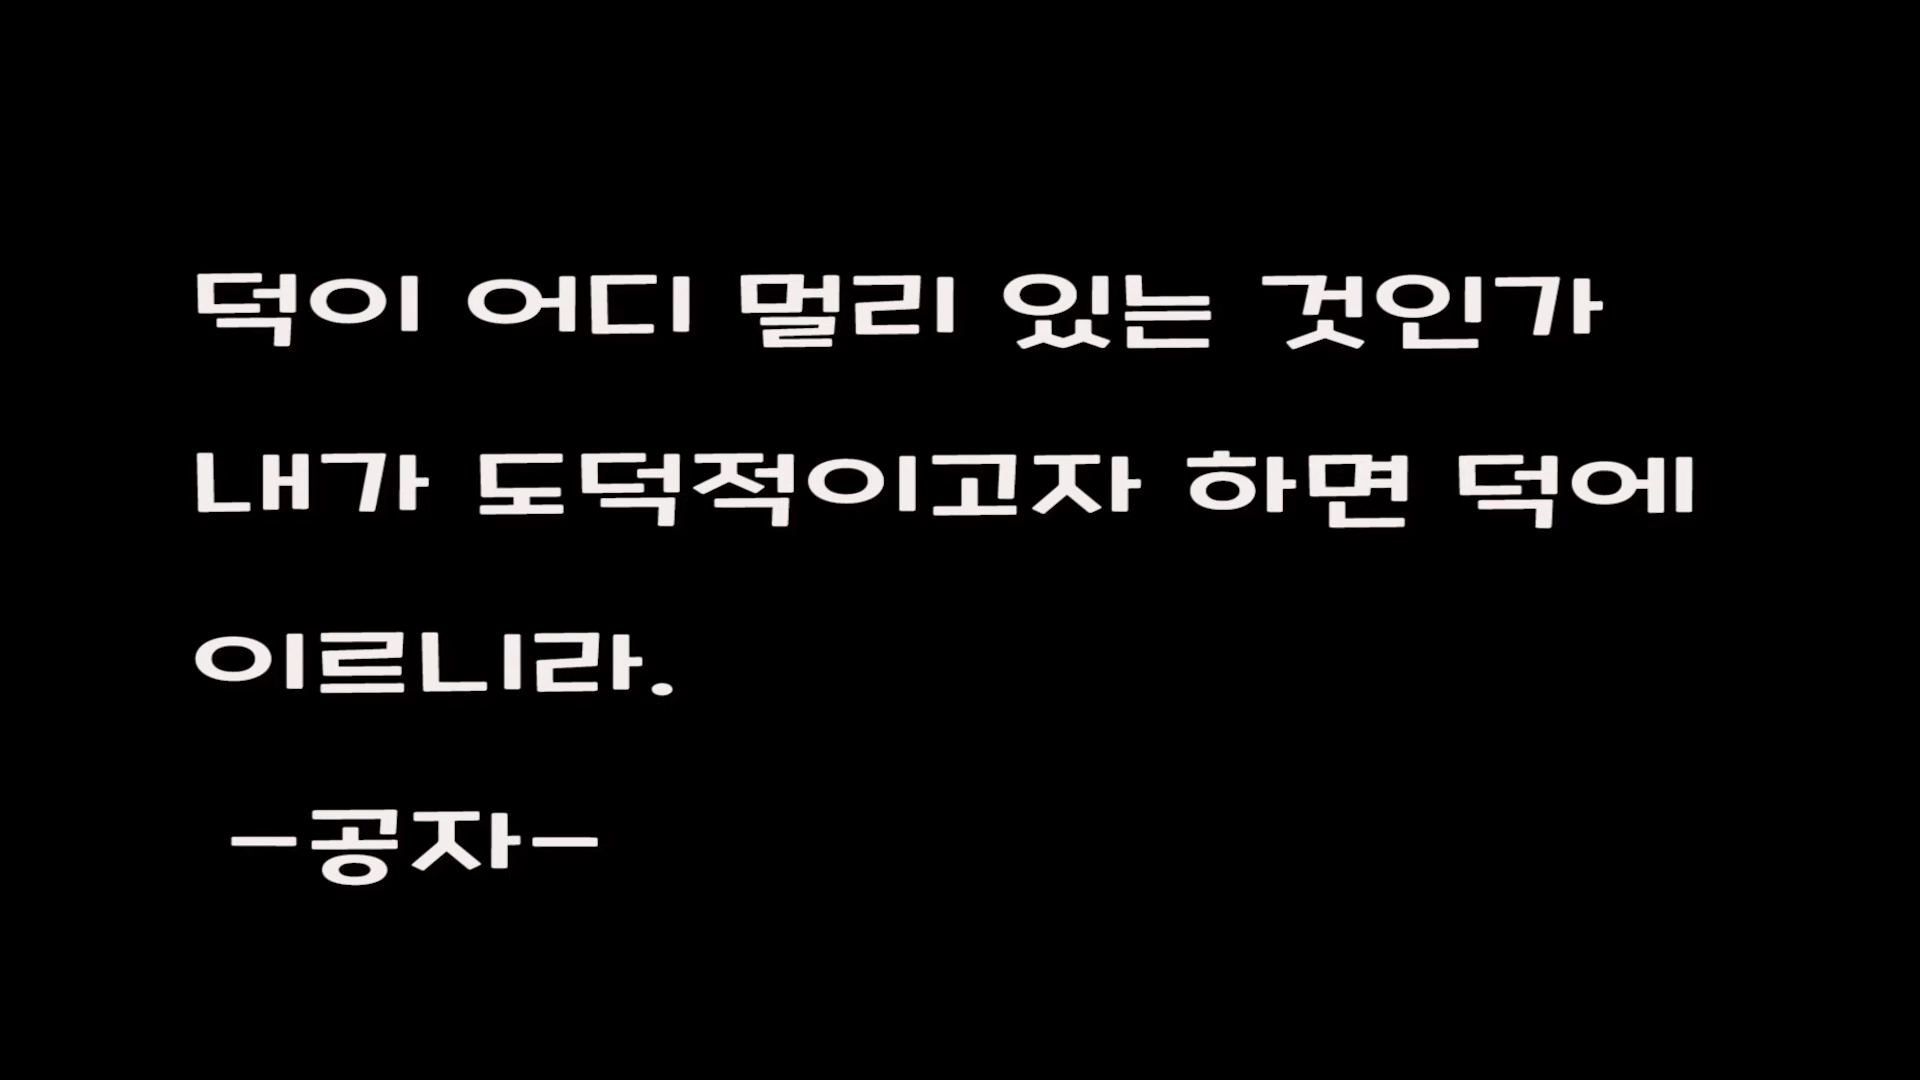 덕이 어디 멀리 있는 것인가
내가 도덕적이고자 하면 덕에
이르니라.
-공자-